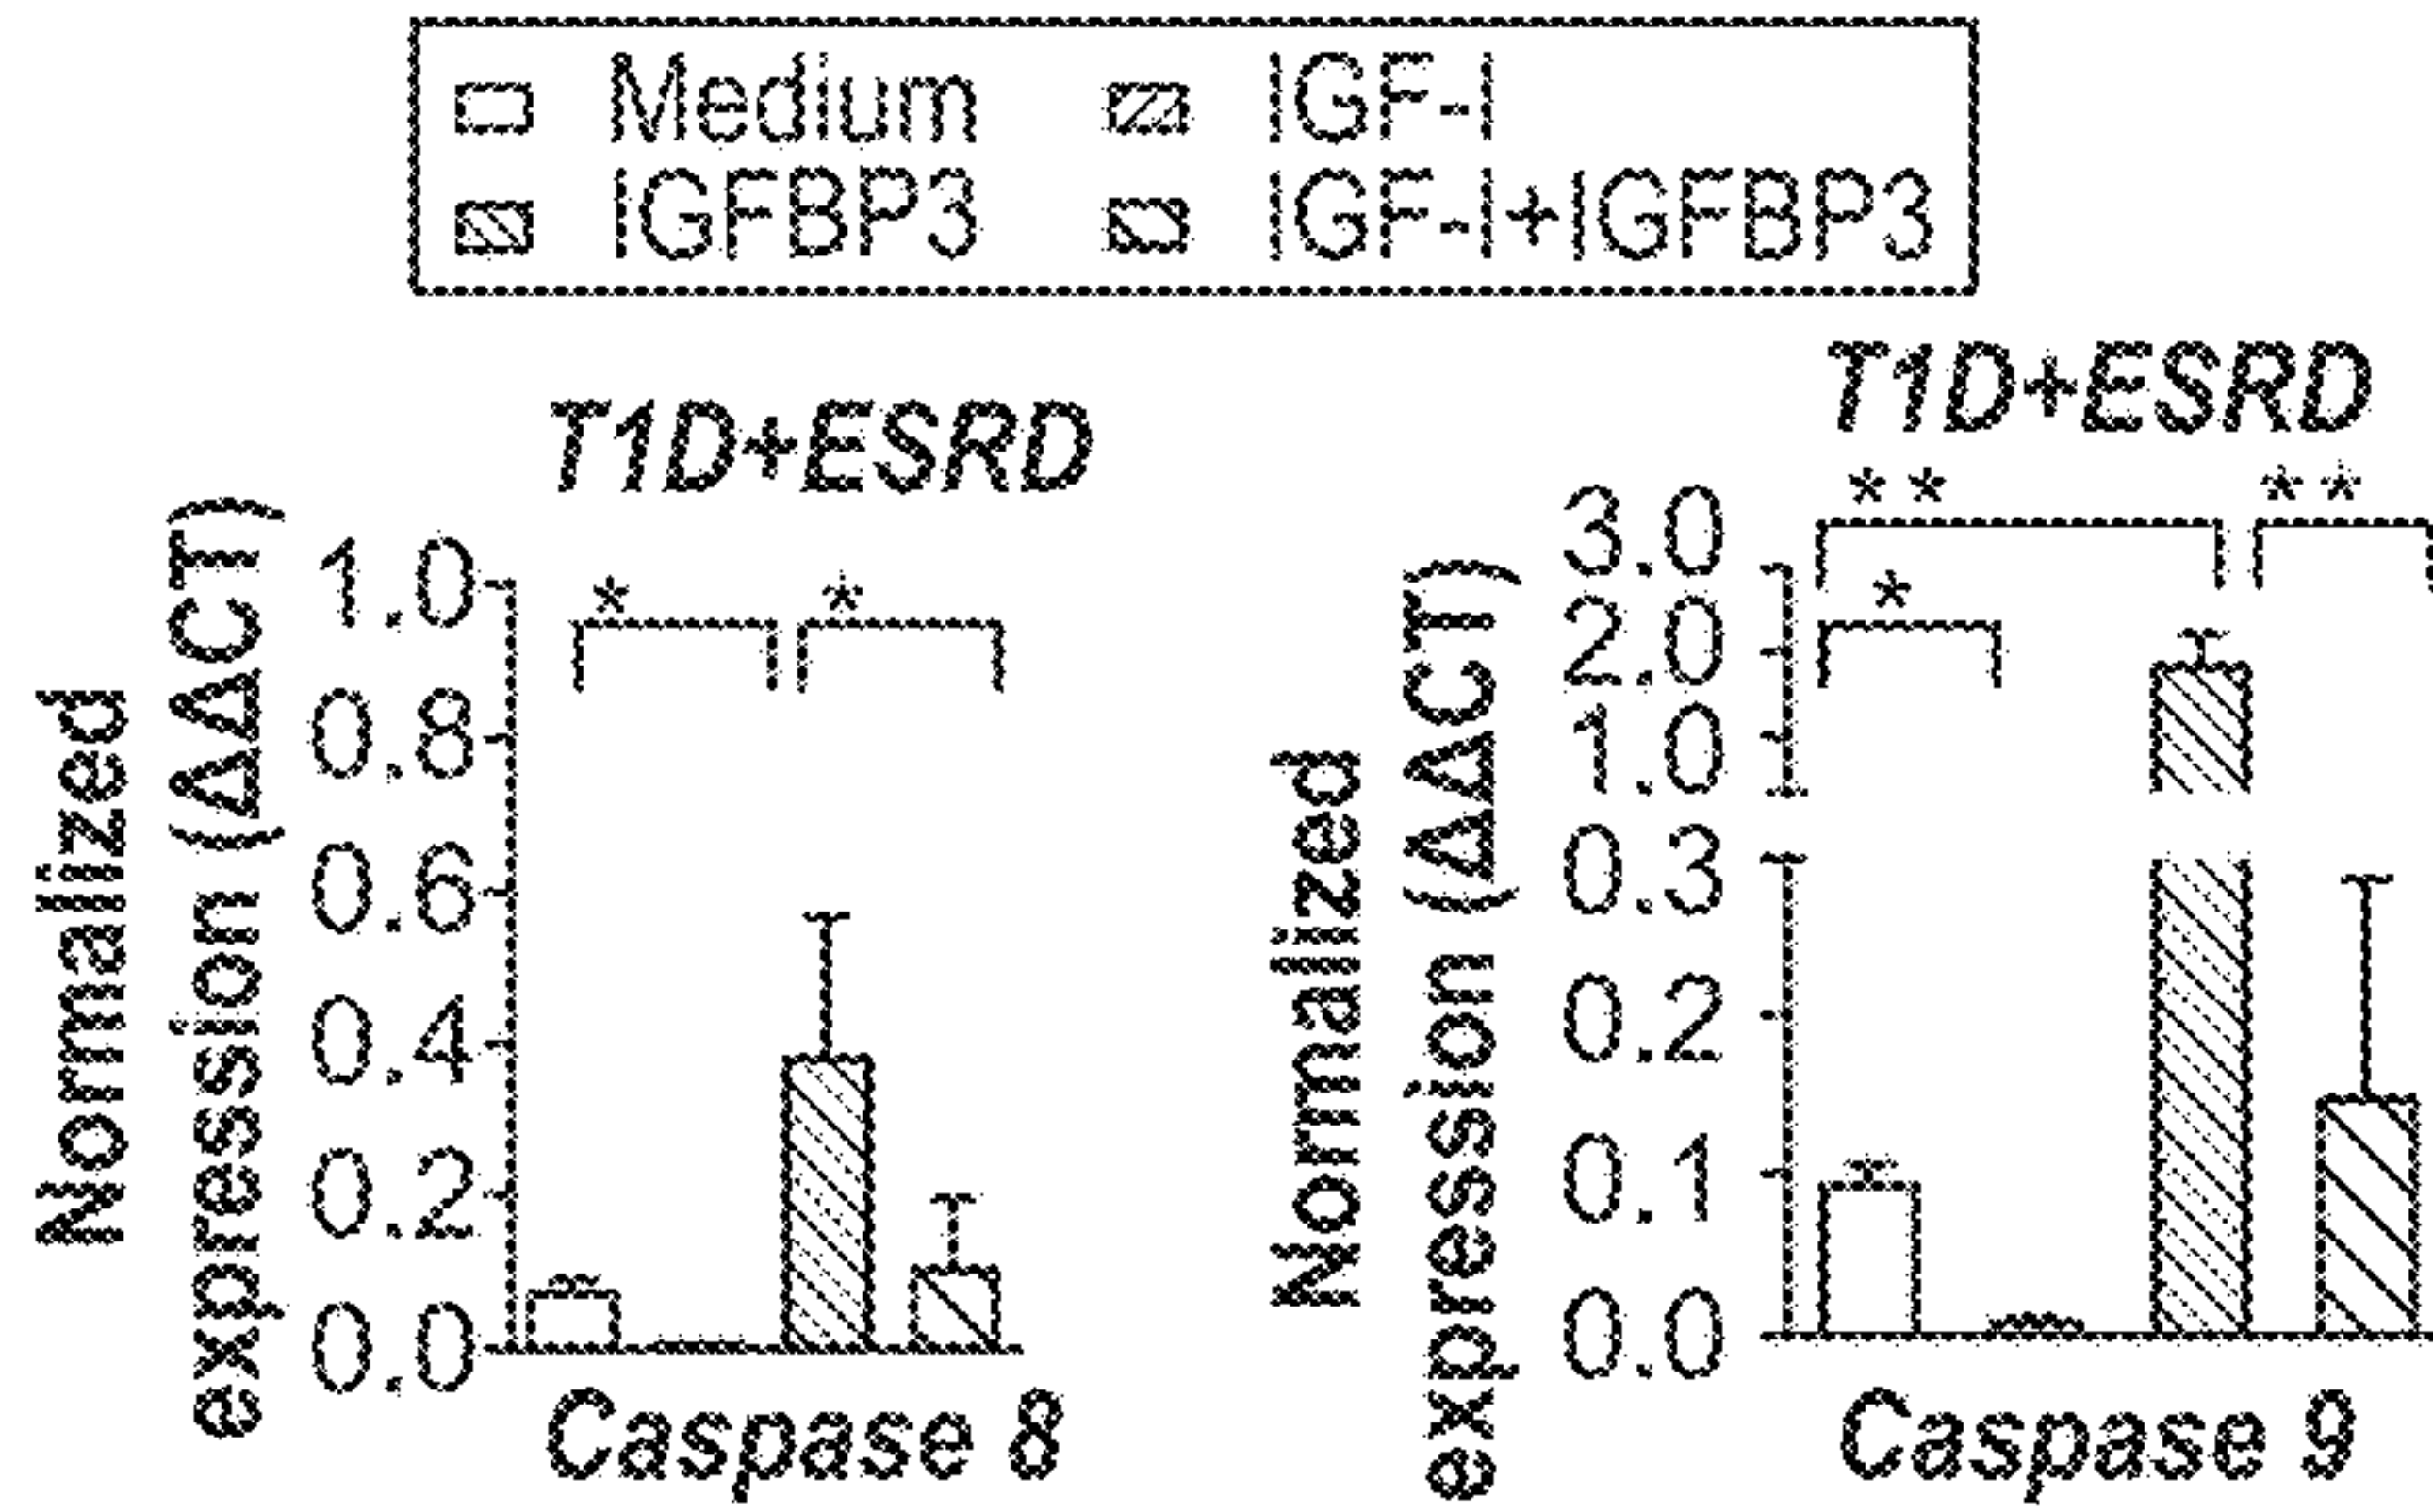 Medium IGF-I
IGFBP3 IGF-I+IGFBP3
T1D+ESRD
* *
Normalized
expression (ΔΔCT)
1.0
0.8
0.6
0.4
0.2
0.0
Caspase 8
T1D+ESRD
** **
*
Normalized
expression (ΔΔCT)
3.0
2.0
1.0
0.3
0.2
0.1
0.0
Caspase 9